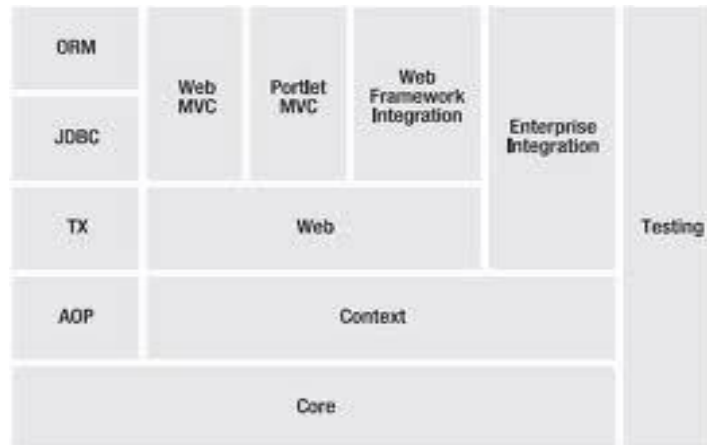 ORM
Web
MVC
Portlet
MVC
Web
Framework
Integration
Enterprise
Integration
JDBC
TX
Web
Testing
AOP
Context
Core